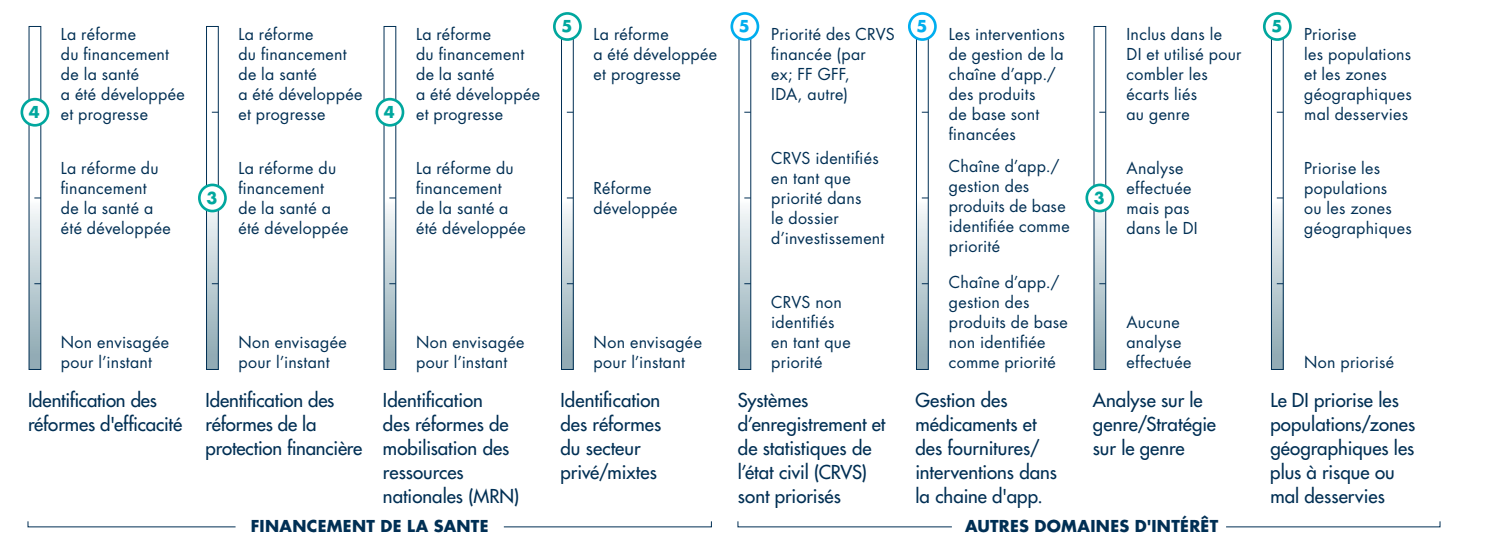 4
La réforme
du financement
de la santé
a été développée
et progresse
La réforme du
financement
de la santé a
été développée
Non envisagée
pour l'instant
Identification des
réformes d'efficacité
3
La réforme
du financement
de la santé
a été développée
et progresse
La réforme du
financement
de la santé a
été développée
Non envisagée
pour l'instant
Identification des
réformes de la
protection financière
4
La réforme
du financement
de la santé
a été développée
et progresse
La réforme du
financement
de la santé a
été développée
Non envisagée
pour l'instant
Identification
des réformes de
mobilisation des
ressources
nationales (MRN)
5
La réforme
a été développée
et progresse
Réforme
développée
Non envisagée
pour l'instant
Identification
des réformes
du secteur
privé/mixtes
FINANCEMENT DE LA SANTE
5
Priorité des CRVS
financée (par
ex; FF GFF,
IDA, autre)
CRVS identifiés
en tant que
priorité dans
le dossier
d'investissement
CRVS non
identifiés
en tant que
priorité
Systèmes
d'enregistrement et
de statistiques de
l'état civil (CRVS)
sont priorisés
5
Les interventions
de gestion de la
chaîne d'app./
des produits
de base sont
financées
Chaîne d'app./
gestion des
produits de base
identifiée comme
priorité
Chaîne d'app./
gestion des
produits de base
non identifiée
comme priorité
Gestion des
médicaments et
des fournitures/
interventions dans
la chaine d'app.
3
Inclus dans le
DI et utilisé pour
combler les
écarts liés
au genre
Analyse
effectuée
mais pas
dans le DI
Aucune
analyse
effectuée
Analyse sur le
genre/Stratégie
sur le genre
5
Priorise
les populations
et les zones
géographiques
mal desservies
Priorise les
populations
ou les zones
géographiques
Non priorisé
Le DI priorise les
populations/zones
géographiques les
plus à risque ou
mal desservies
AUTRES DOMAINES D'INTÉRÊT